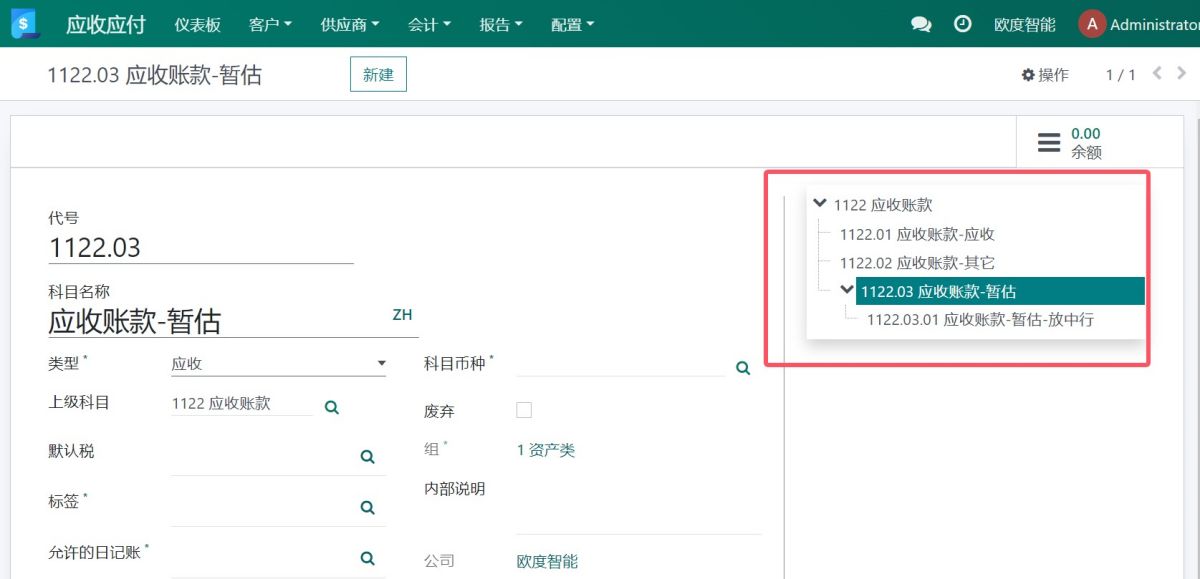 $ 应收应付 仪表板 客户 供应商 会计 报告 配置 欧度智能 A Administrator
1122.03 应收账款-暂估 新建 操作 1 / 1
0.00
余额
代号
1122.03
科目名称
应收账款-暂估 ZH
类型* 应收 科目币种*
上级科目 1122 应收账款 废弃
默认税 组* 1 资产类
标签* 内部说明
允许的日记账* 公司 欧度智能
1122 应收账款
1122.01 应收账款-应收
1122.02 应收账款-其它
1122.03 应收账款-暂估
1122.03.01 应收账款-暂估-放中行